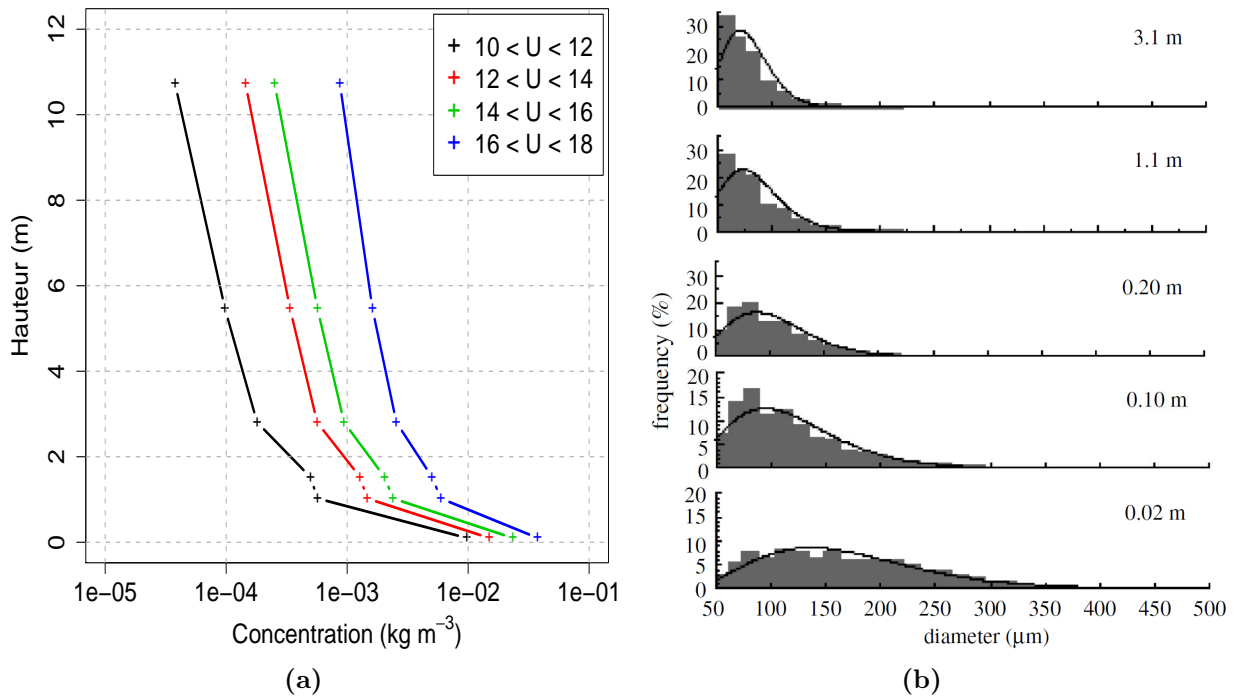 12
10
8
6
4
2
0
Hauteur (m)
10 < U < 12
12 < U < 14
14 < U < 16
16 < U < 18
1e−05 1e−04 1e−03 1e−02 1e−01
Concentration (kg m−3)
(a)
30
20
10
0
3.1 m
30
20
10
0
1.1 m
30
20
10
0
0.20 m
frequency (%)
20
15
10
5
0
0.10 m
20
15
10
5
0
0.02 m
50 100 150 200 250 300 350 400 450 500
diameter (μm)
(b)